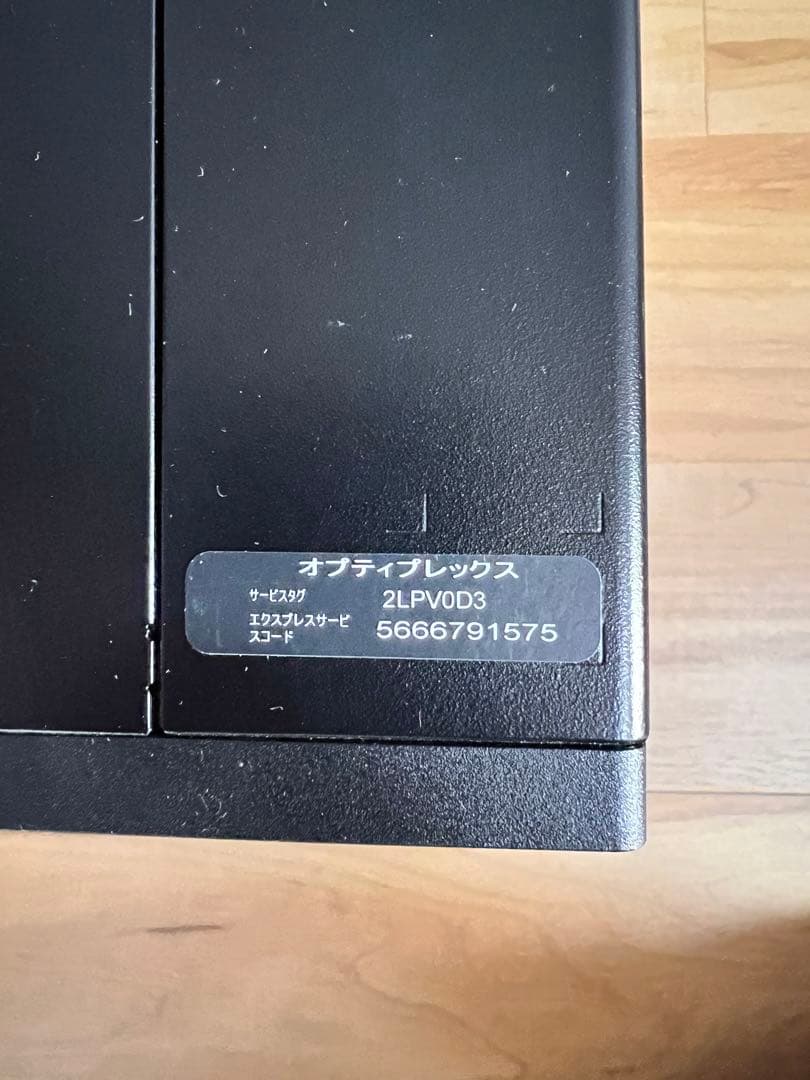 オプティプレックス
サービスタグ 2LPV0D3
エクスプレスサービ
スコード 5666791575